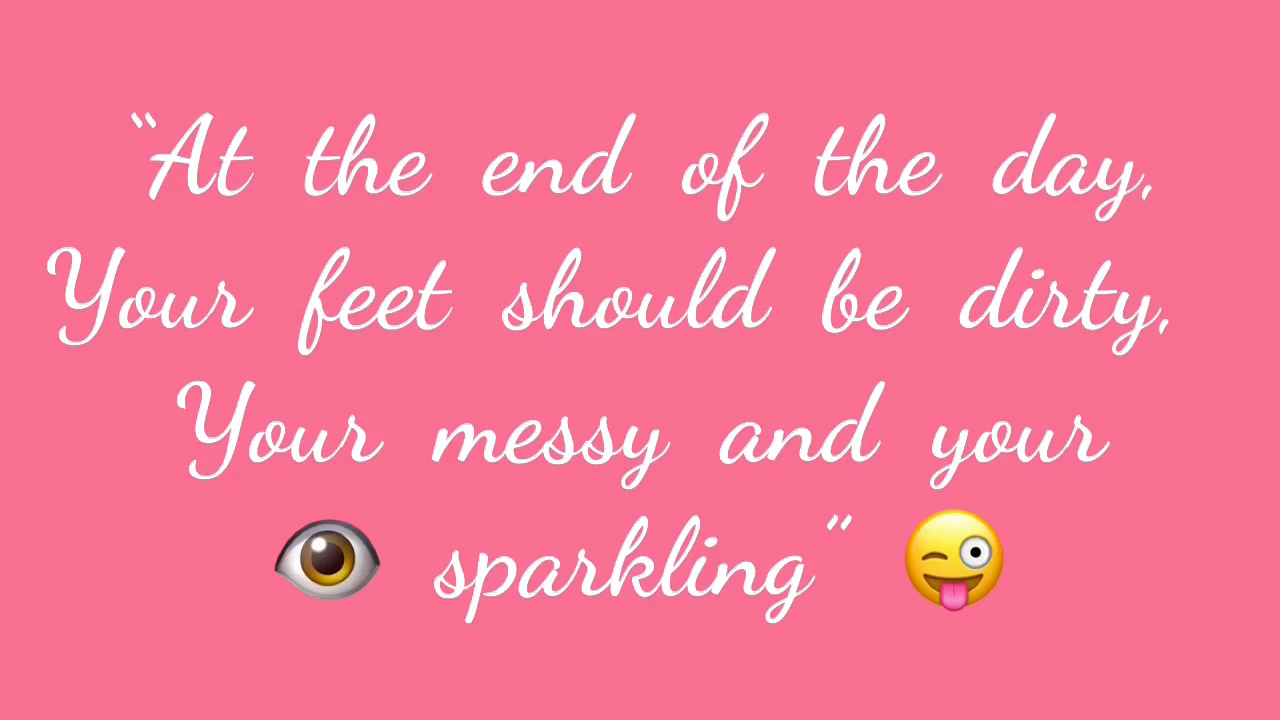 “At the end of the day,
Your feet should be dirty,
Your messy and your
👁 sparkling” 😜